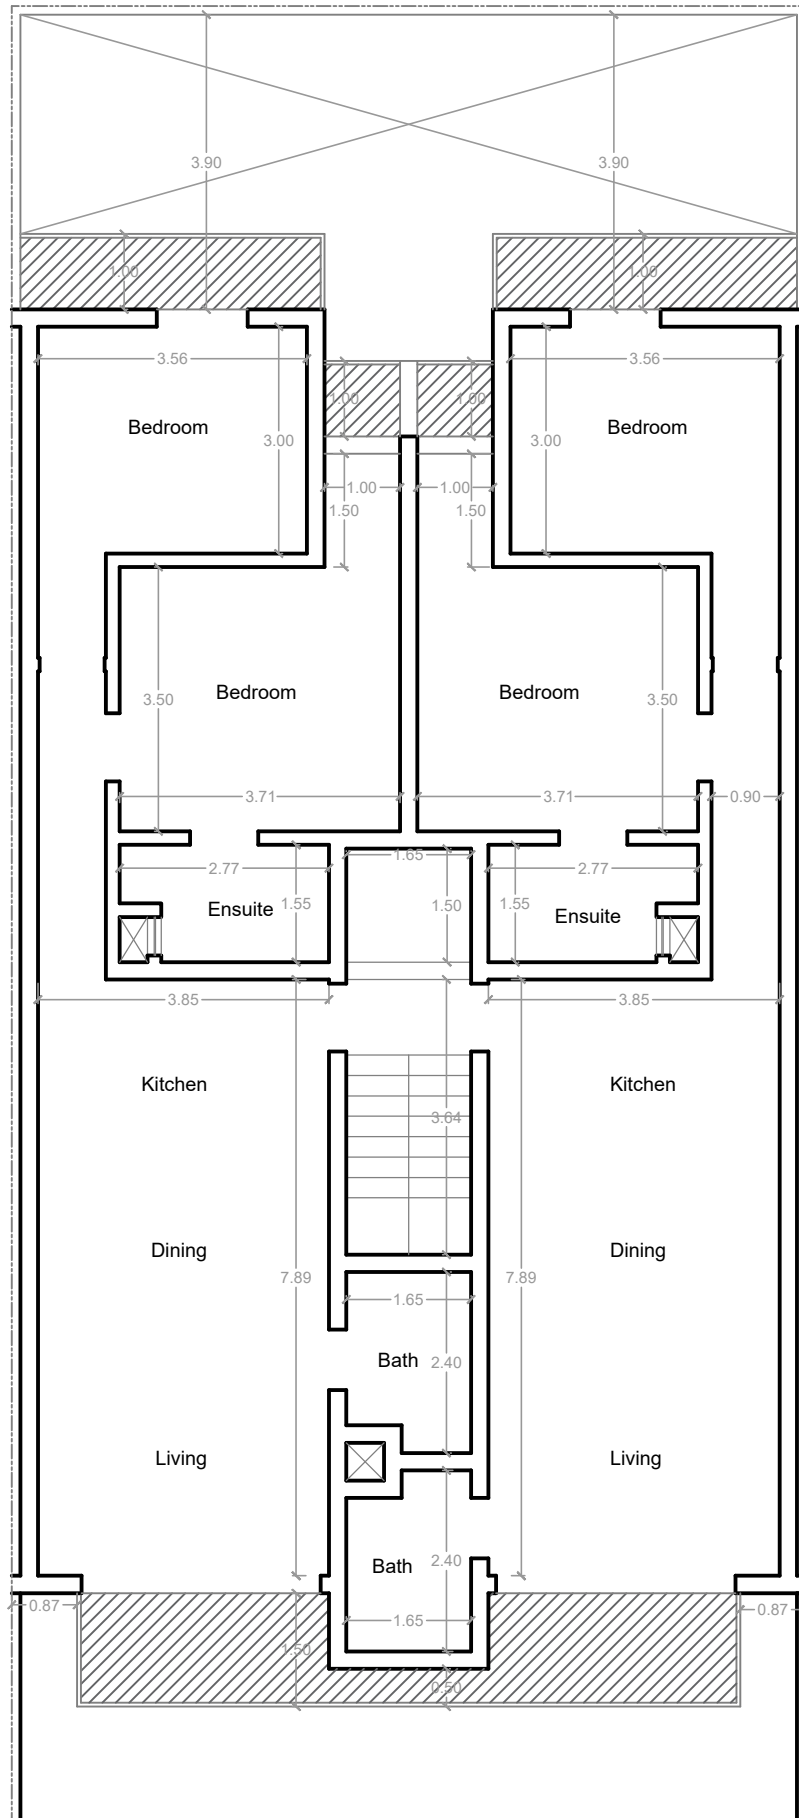 3.90 3.90
1.00 1.00
3.56 3.56
1.00 1.00
Bedroom Bedroom
3.00 3.00
1.00 1.00
1.50 1.50
Bedroom Bedroom
3.50 3.50
3.71 3.71 0.90
1.65
2.77 2.77
1.55 1.50 1.55
Ensuite Ensuite
3.85 3.85
Kitchen Kitchen
3.64
Dining Dining
7.89 7.89
1.65
Bath 2.40
Living Living
2.40
Bath
0.87 1.65 0.87
1.50
0.50